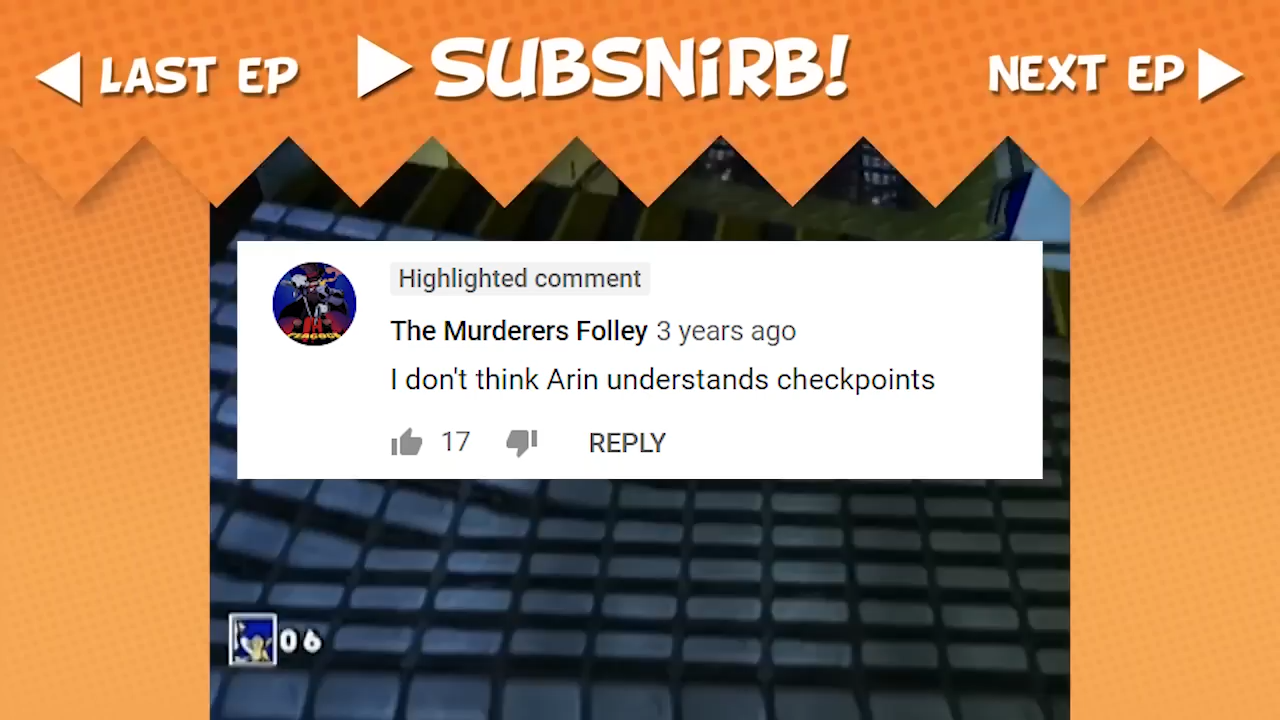 LAST EP
SUBSNiRB!
NEXT EP
Highlighted comment
The Murderers Folley 3 years ago
I don't think Arin understands checkpoints
17
REPLY
06